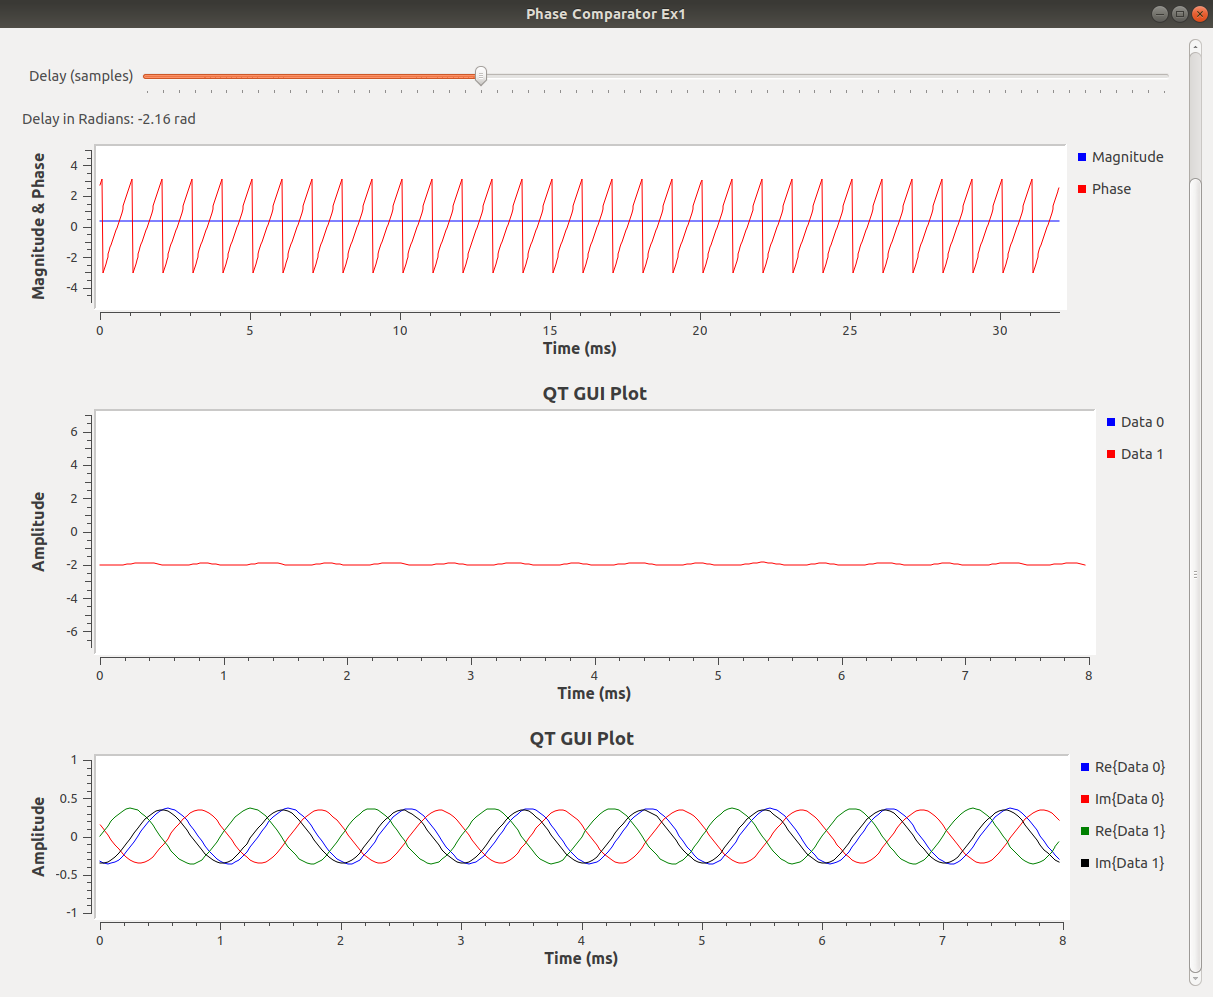 Phase Comparator Ex1
Delay (samples)
Delay in Radians: -2.16 rad
Magnitude & Phase
4
2
0
-2
-4
0 5 10 15 20 25 30
Time (ms)
Magnitude
Phase
QT GUI Plot
Amplitude
6
4
2
0
-2
-4
-6
0 1 2 3 4 5 6 7 8
Time (ms)
Data 0
Data 1
QT GUI Plot
Amplitude
1
0.5
0
-0.5
-1
0 1 2 3 4 5 6 7 8
Time (ms)
Re{Data 0}
Im{Data 0}
Re{Data 1}
Im{Data 1}